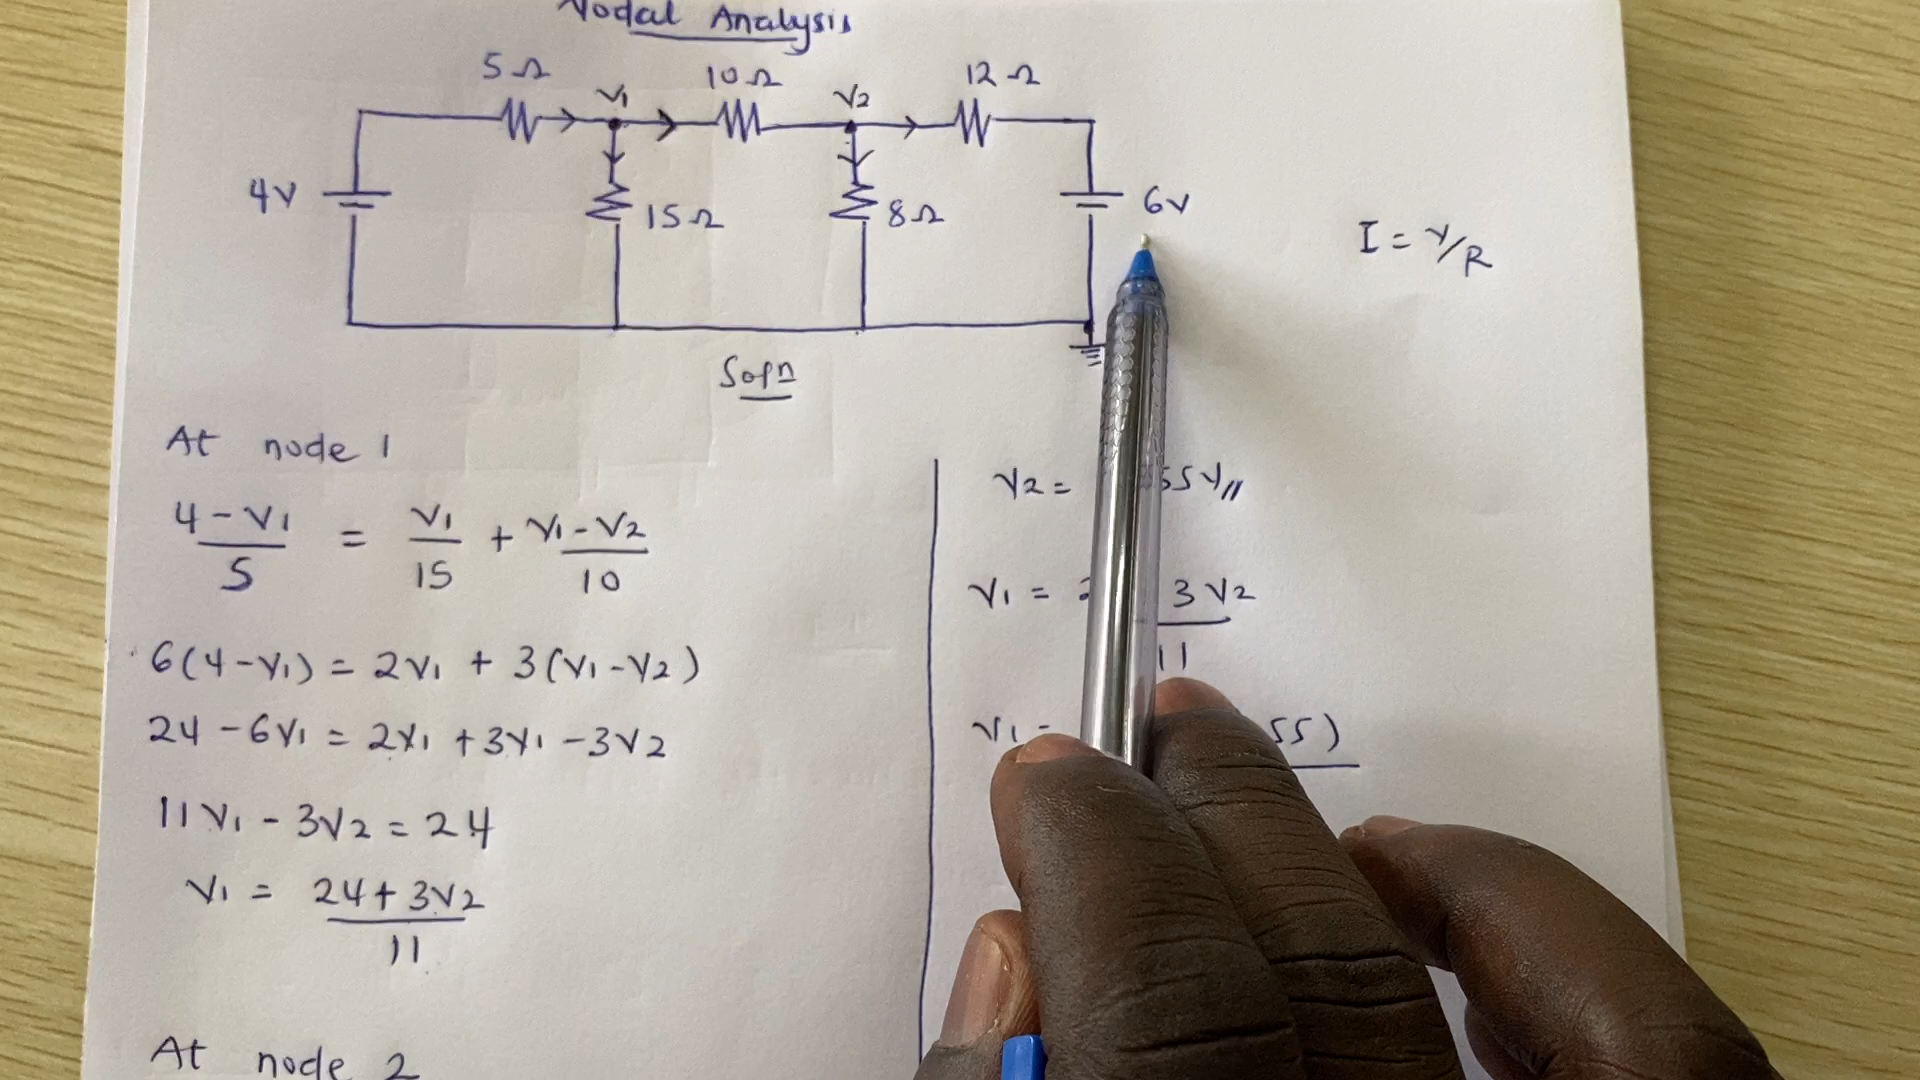 Nodal Analysis
5Ω V1 10Ω V2 12Ω
4V 15Ω 8Ω 6V
I = V/R
Soln
At node 1
4 - V1 / 5 = V1 / 15 + V1 - V2 / 10
6(4 - V1) = 2V1 + 3(V1 - V2)
24 - 6V1 = 2V1 + 3V1 - 3V2
11V1 - 3V2 = 24
V1 = 24 + 3V2 / 11
At node 2
V2 = 55V//
V1 = 3V2 / 11
V1 = 55)